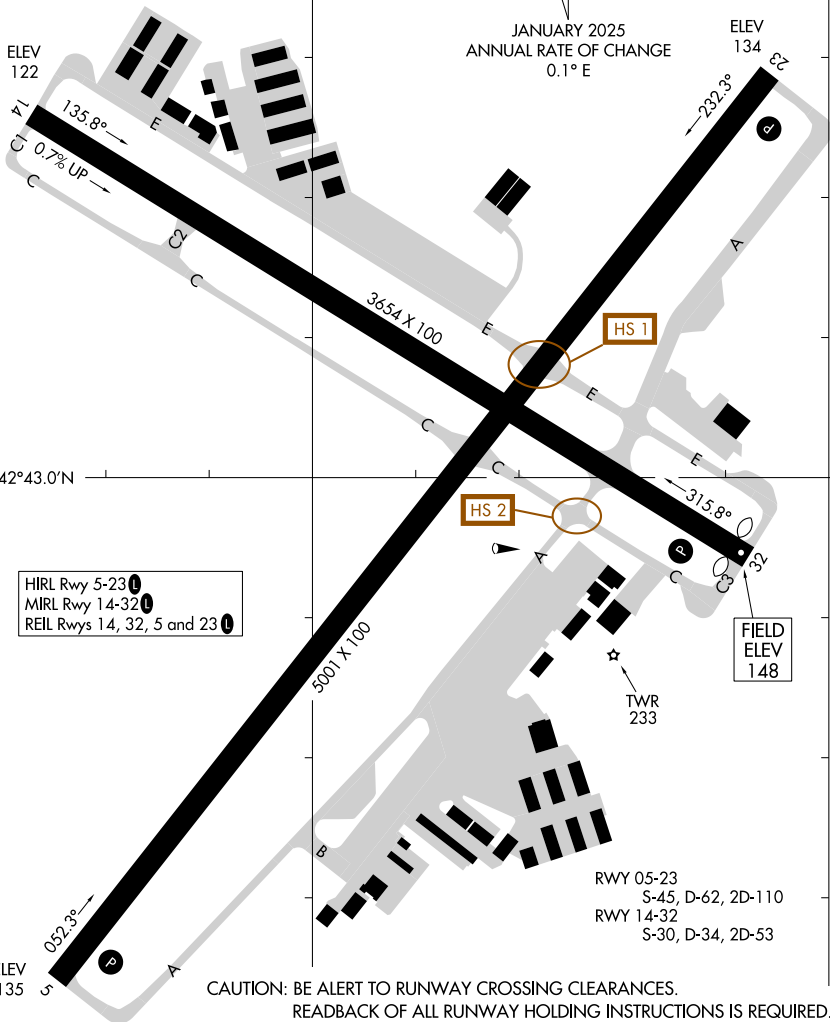 JANUARY 2025
ANNUAL RATE OF CHANGE
0.1° E
ELEV
122
ELEV
134
14
23
135.8°
0.7% UP
232.3°
P
E
C1
C
C2
C
A
3654 X 100
E
HS 1
E
E
C
C
42°43.0'N
315.8°
HS 2
A
P
C
C3
32
HIRL Rwy 5-23 L
MIRL Rwy 14-32 L
REIL Rwys 14, 32, 5 and 23 L
FIELD
ELEV
148
5001 X 100
TWR
233
B
RWY 05-23
S-45, D-62, 2D-110
RWY 14-32
S-30, D-34, 2D-53
052.3°
P
A
ELEV
135
5
CAUTION: BE ALERT TO RUNWAY CROSSING CLEARANCES.
READBACK OF ALL RUNWAY HOLDING INSTRUCTIONS IS REQUIRED.